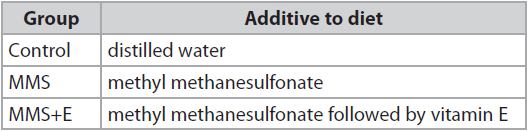 Group Additive to diet
Control distilled water
MMS methyl methanesulfonate
MMS+E methyl methanesulfonate followed by vitamin E